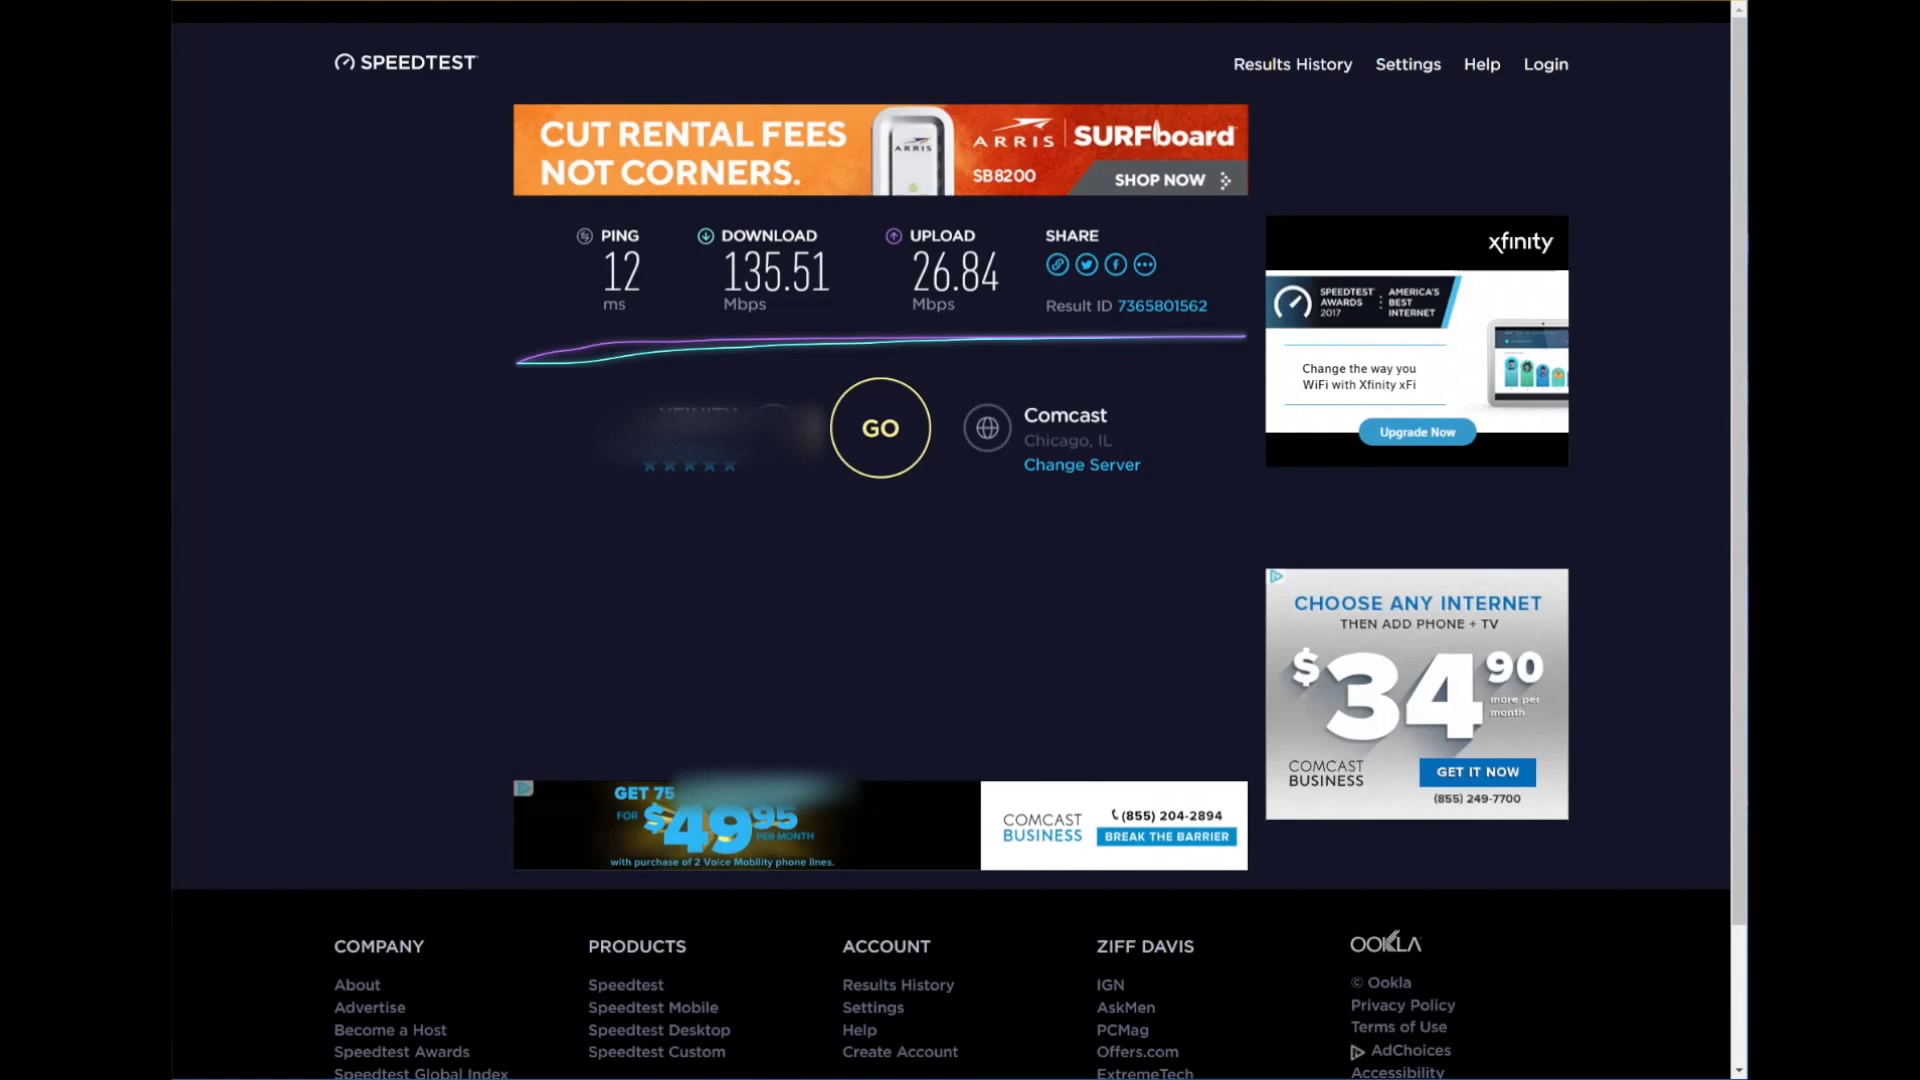 SPEEDTEST
Results History Settings Help Login
CUT RENTAL FEES
NOT CORNERS.
ARRIS
ARRIS SURFboard
SB8200
SHOP NOW
PING
12
ms
DOWNLOAD
135.51
Mbps
UPLOAD
26.84
Mbps
SHARE
Result ID 7365801562
XFINITY
GO
Comcast
Chicago, IL
Change Server
xfinity
SPEEDTEST
AWARDS
2017
AMERICA'S
BEST
INTERNET
Change the way you
WiFi with Xfinity xFi
Upgrade Now
CHOOSE ANY INTERNET
THEN ADD PHONE + TV
$34.90
more per
month
COMCAST
BUSINESS
GET IT NOW
(855) 249-7700
GET 75
FOR $49.95
PER MONTH
with purchase of 2 Voice Mobility phone lines.
COMCAST
BUSINESS
(855) 204-2894
BREAK THE BARRIER
COMPANY
About
Advertise
Become a Host
Speedtest Awards
Speedtest Global Index
PRODUCTS
Speedtest
Speedtest Mobile
Speedtest Desktop
Speedtest Custom
ACCOUNT
Results History
Settings
Help
Create Account
ZIFF DAVIS
IGN
AskMen
PCMag
Offers.com
ExtremeTech
OOKLA
© Ookla
Privacy Policy
Terms of Use
AdChoices
Accessibility